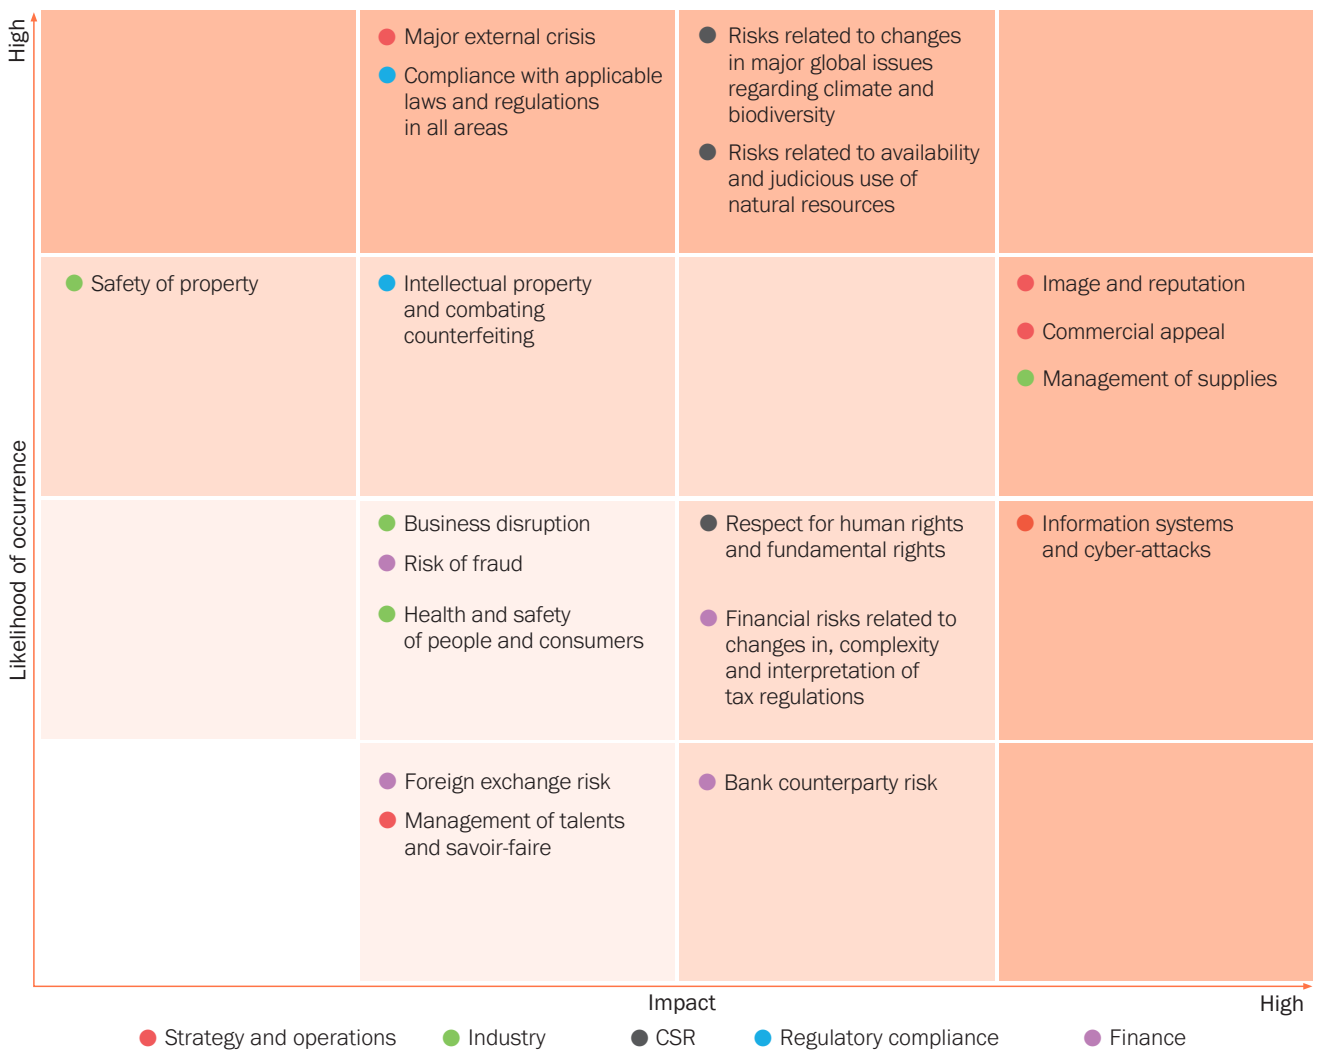 High
Major external crisis
Compliance with applicable
laws and regulations
in all areas
Risks related to changes
in major global issues
regarding climate and
biodiversity
Risks related to availability
and judicious use of
natural resources
Safety of property
Intellectual property
and combating
counterfeiting
Image and reputation
Commercial appeal
Management of supplies
Likelihood of occurrence
Business disruption
Risk of fraud
Health and safety
of people and consumers
Respect for human rights
and fundamental rights
Financial risks related to
changes in, complexity
and interpretation of
tax regulations
Information systems
and cyber-attacks
Foreign exchange risk
Management of talents
and savoir-faire
Bank counterparty risk
Impact
High
Strategy and operations
Industry
CSR
Regulatory compliance
Finance